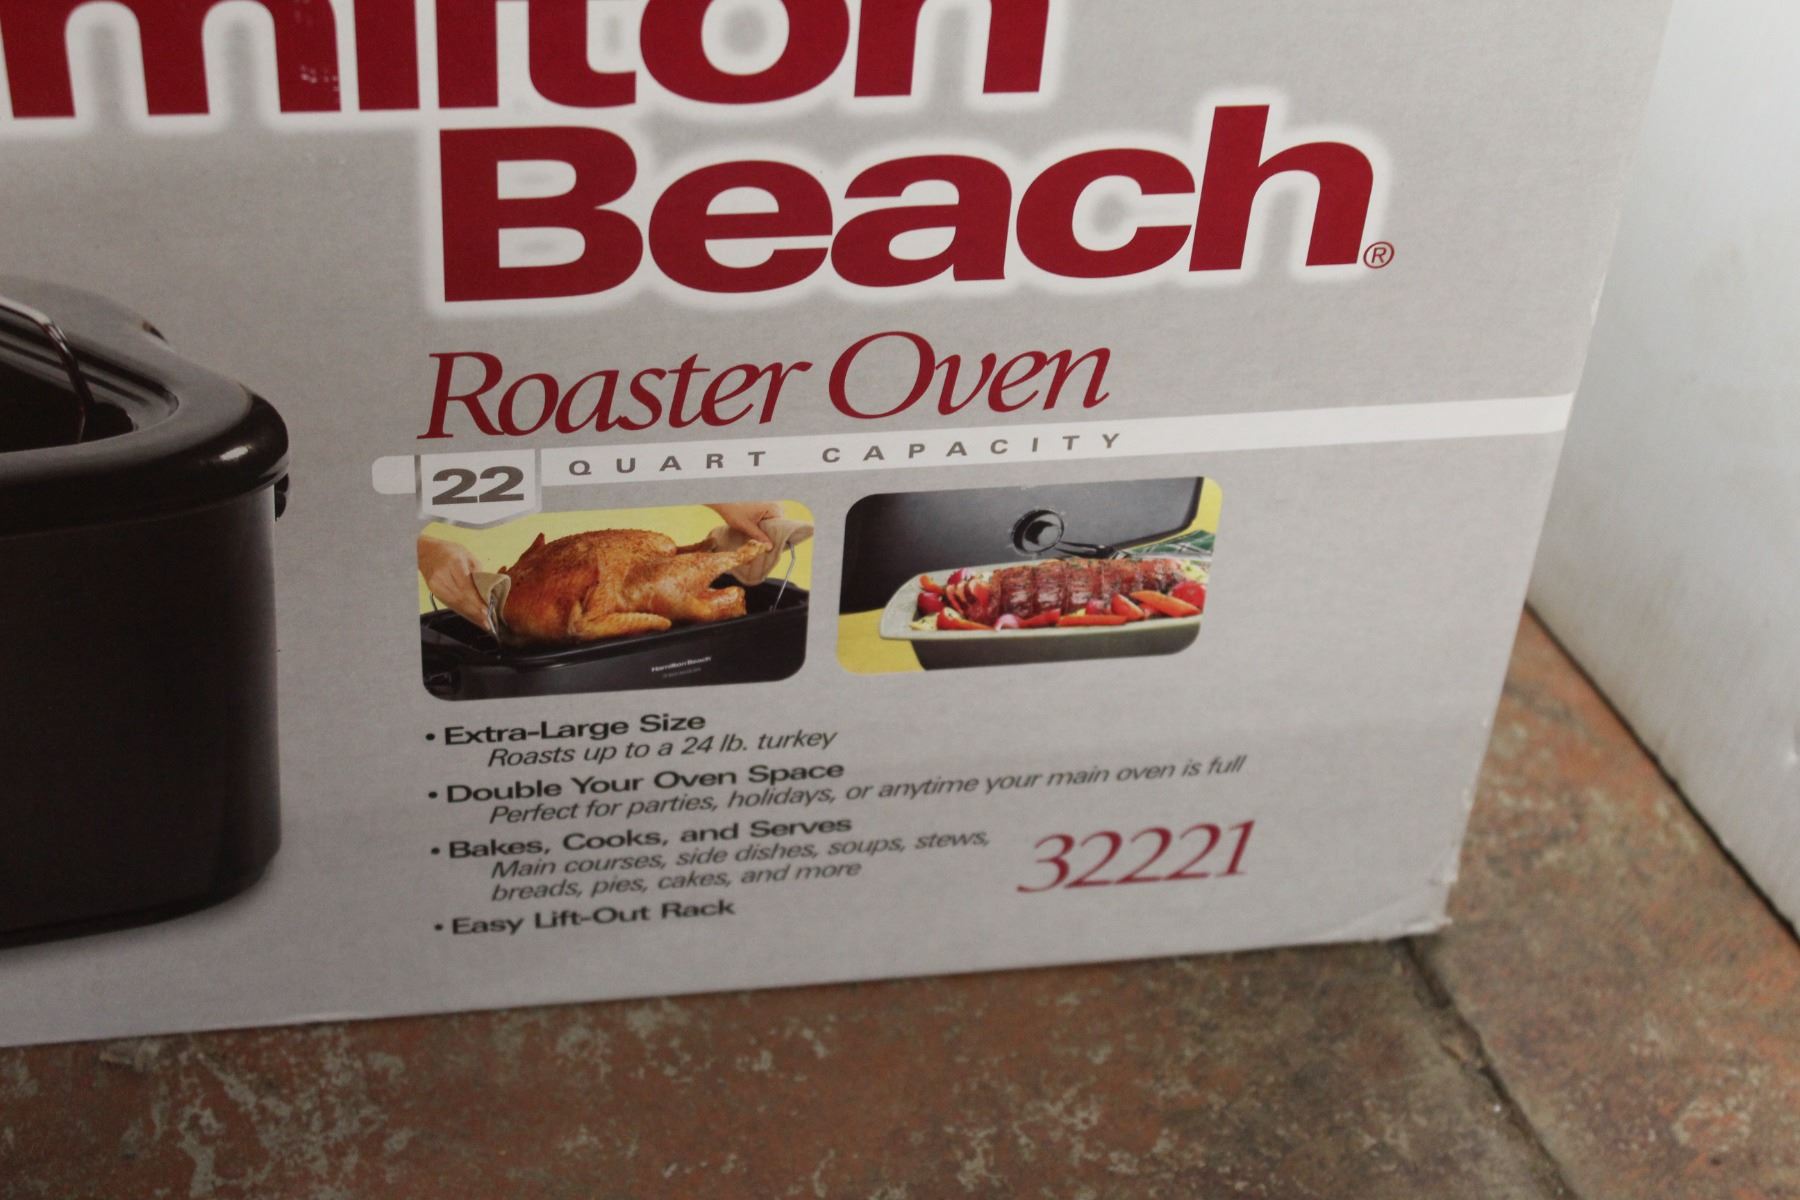 milton
Beach®
Roaster Oven
22 QUART CAPACITY
Hamilton Beach
• Extra-Large Size
Roasts up to a 24 lb. turkey
• Double Your Oven Space
Perfect for parties, holidays, or anytime your main oven is full
• Bakes, Cooks, and Serves
Main courses, side dishes, soups, stews,
breads, pies, cakes, and more
32221
• Easy Lift-Out Rack